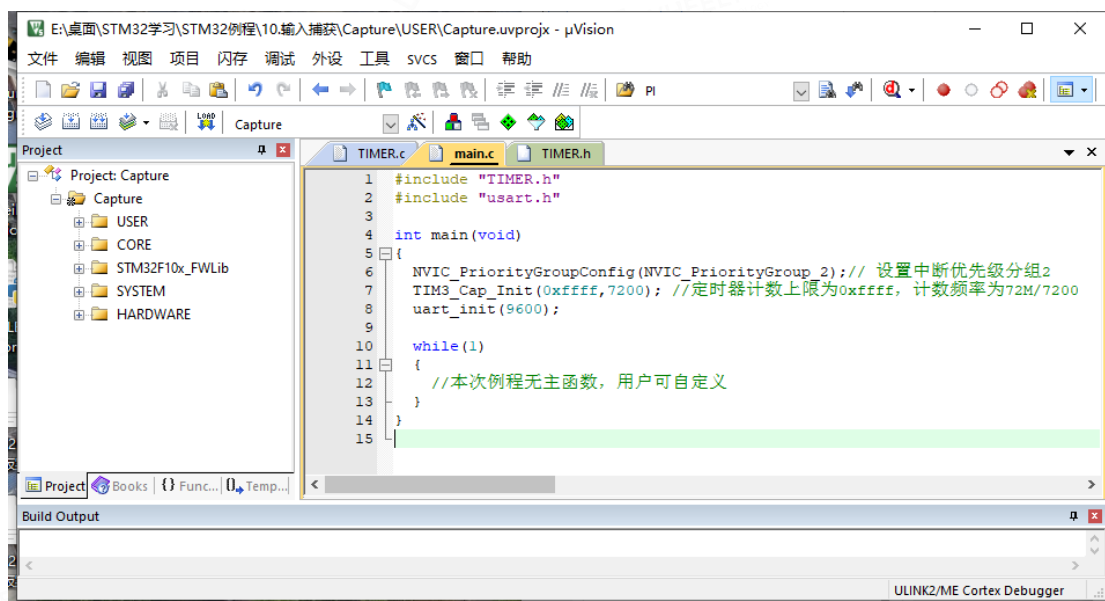 E:\桌面\STM32学习\STM32例程\10.输入捕获\Capture\USER\Capture.uvprojx - µVision
文件 编辑 视图 项目 闪存 调试 外设 工具 SVCS 窗口 帮助
PI
LOAD Capture
Project
TIMER.c main.c TIMER.h
Project: Capture
Capture
USER
CORE
STM32F10x_FWLib
SYSTEM
HARDWARE
1 #include "TIMER.h"
2 #include "usart.h"
3
4 int main(void)
5 {
6 NVIC_PriorityGroupConfig(NVIC_PriorityGroup_2);// 设置中断优先级分组2
7 TIM3_Cap_Init(0xffff,7200); //定时器计数上限为0xffff，计数频率为72M/7200
8 uart_init(9600);
9
10 while(1)
11 {
12 //本次例程无主函数，用户可自定义
13 }
14 }
15
Project Books {} Func... Temp...
Build Output
ULINK2/ME Cortex Debugger